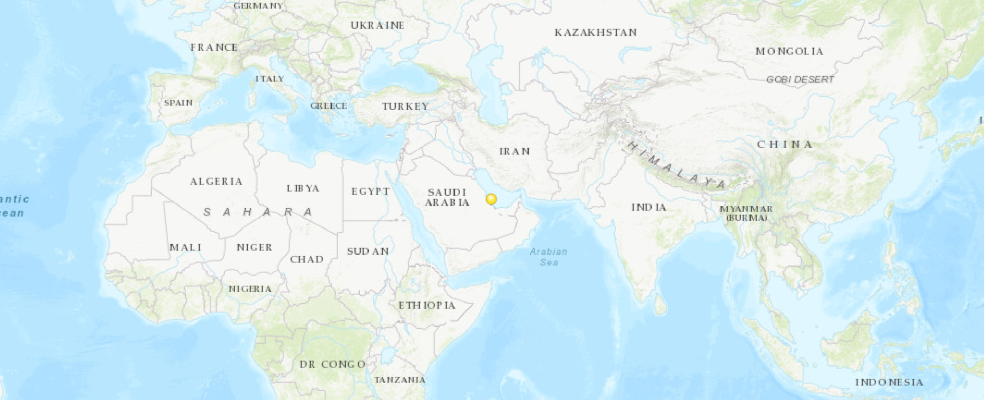 GERMANY
UKRAINE
KAZAKHSTAN
FRANCE
MONGOLIA
ITALY
GOBI DESERT
SPAIN
GREECE
TURKEY
CHINA
IRAN
HIMALAYA
ALGERIA
LIBYA
EGYPT
SAUDI
ARABIA
antic
cean
SAHARA
INDIA
MYANMAR
(BURMA)
MALI
NIGER
SUDAN
CHAD
Arabian
Sea
NIGERIA
ETHIOPIA
DR CONGO
TANZANIA
INDONESIA